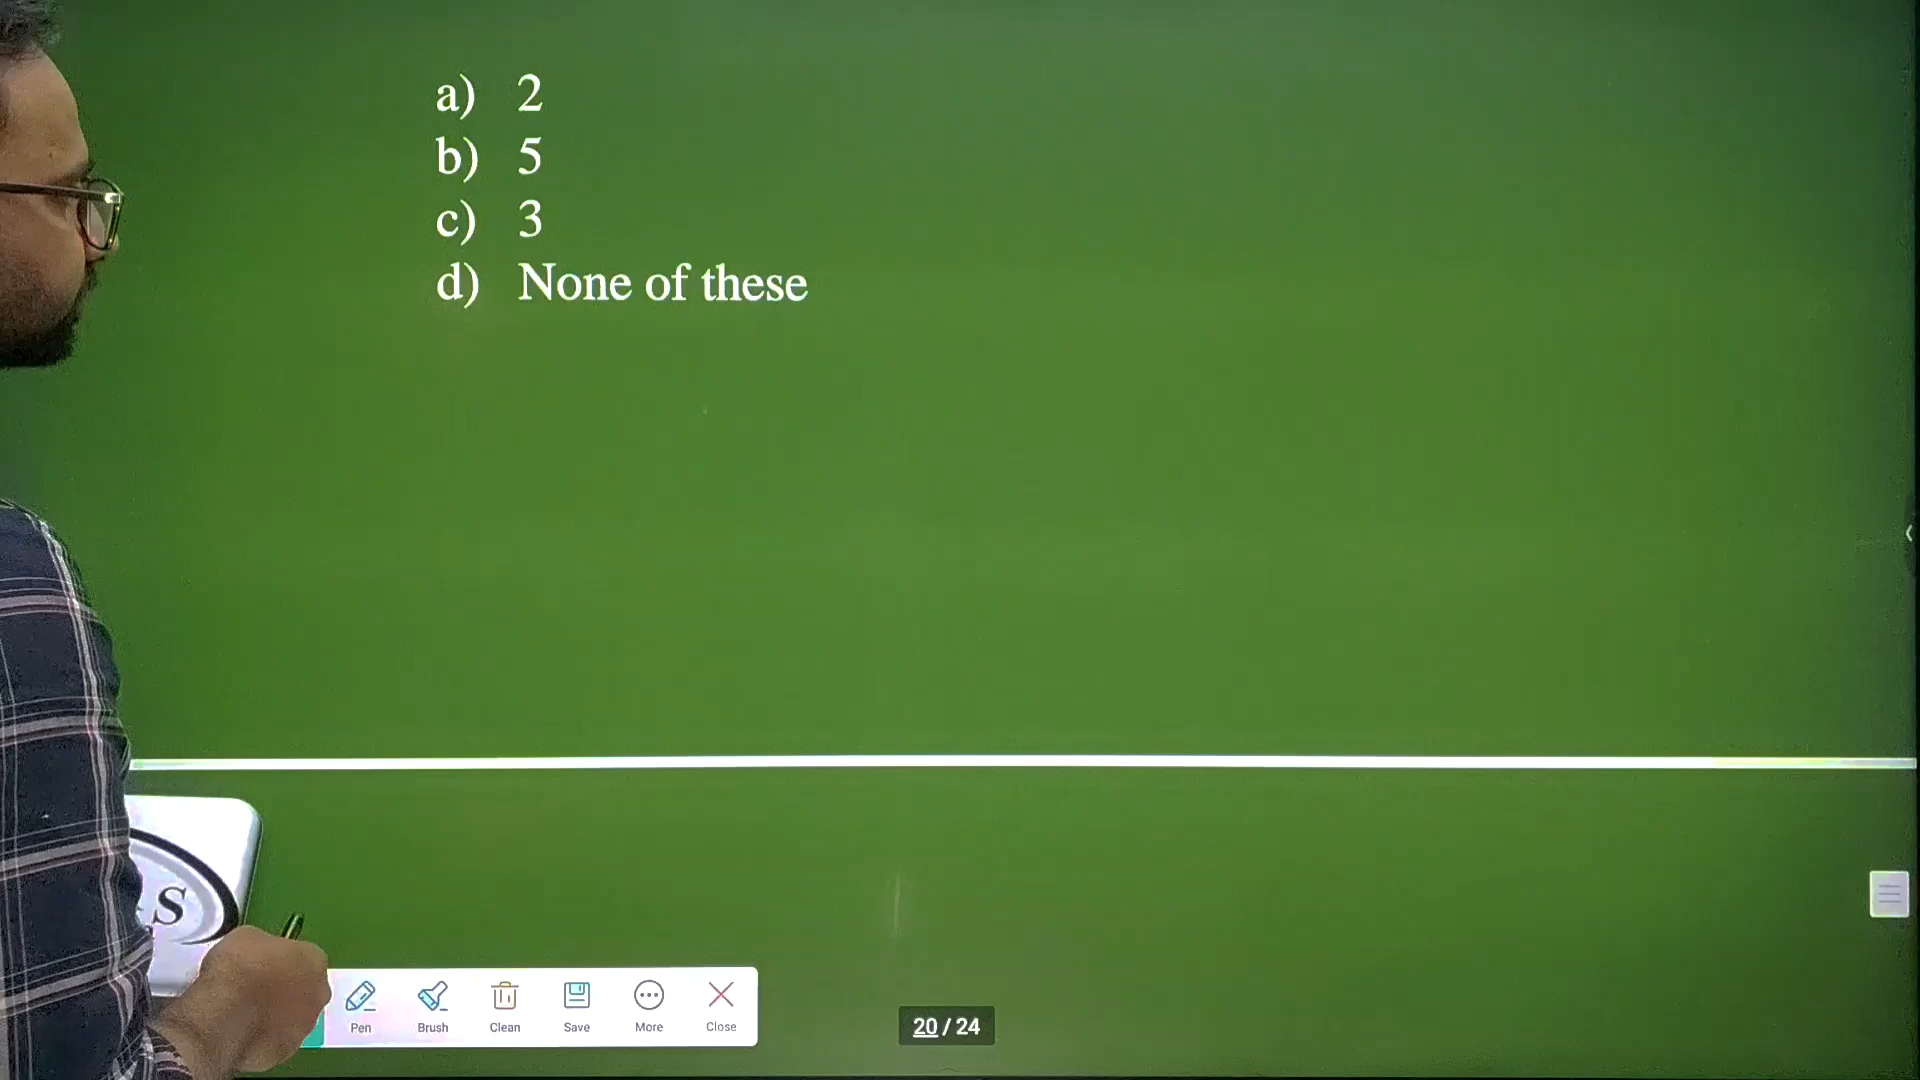 a) 2
b) 5
c) 3
d) None of these
S
Pen Brush Clean Save More Close
20 / 24